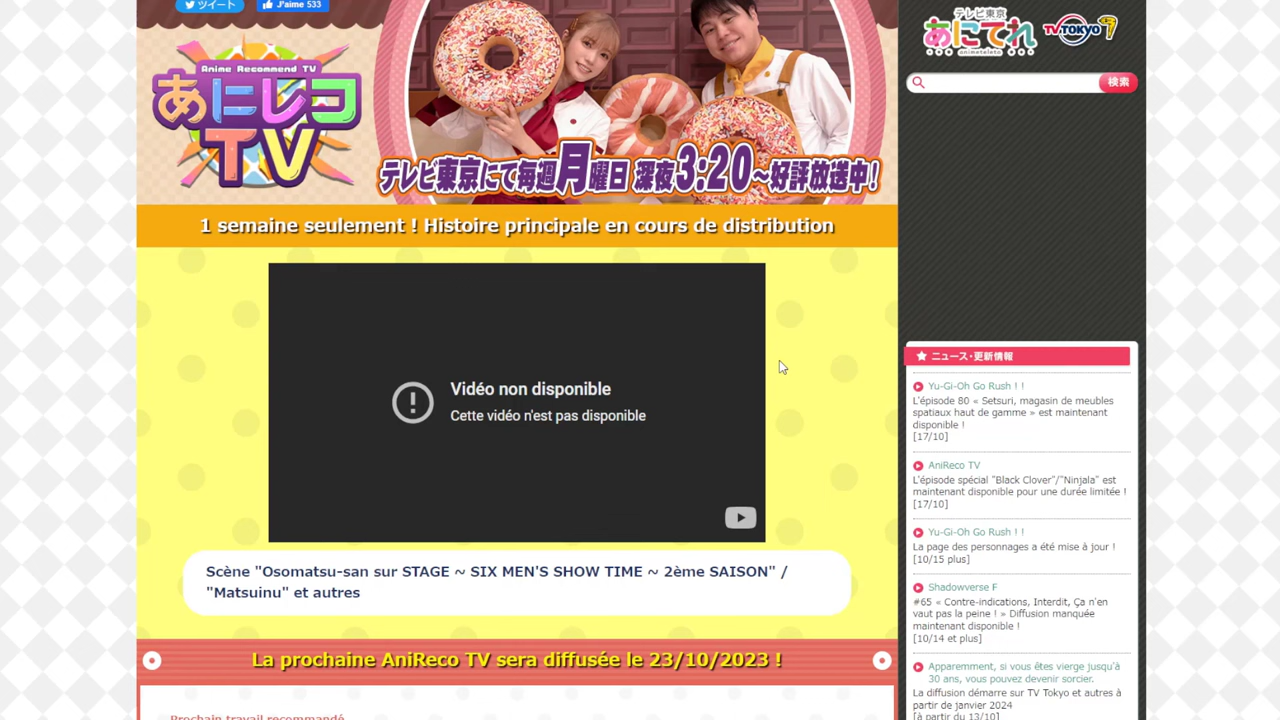 ツイート
J'aime 533
Anime Recommend TV
あにレコ
TV
テレビ東京にて毎週月曜日 深夜3:20~好評放送中!
1 semaine seulement ! Histoire principale en cours de distribution
Vidéo non disponible
Cette vidéo n'est pas disponible
Scène "Osomatsu-san sur STAGE ~ SIX MEN'S SHOW TIME ~ 2ème SAISON" /
"Matsuinu" et autres
La prochaine AniReco TV sera diffusée le 23/10/2023 !
Prochain travail recommandé
テレビ東京
あにてれ
animeteleto
TV TOKYO 7
検索
ニュース・更新情報
Yu-Gi-Oh Go Rush ! !
L'épisode 80 « Setsuri, magasin de meubles
spatiaux haut de gamme » est maintenant
disponible !
[17/10]
AniReco TV
L'épisode spécial "Black Clover"/"Ninjala" est
maintenant disponible pour une durée limitée !
[17/10]
Yu-Gi-Oh Go Rush ! !
La page des personnages a été mise à jour !
[10/15 plus]
Shadowverse F
#65 « Contre-indications, Interdit, Ça n'en
vaut pas la peine ! » Diffusion manquée
maintenant disponible !
[10/14 et plus]
Apparemment, si vous êtes vierge jusqu'à
30 ans, vous pouvez devenir sorcier.
La diffusion démarre sur TV Tokyo et autres à
partir de janvier 2024
[à partir du 13/10]